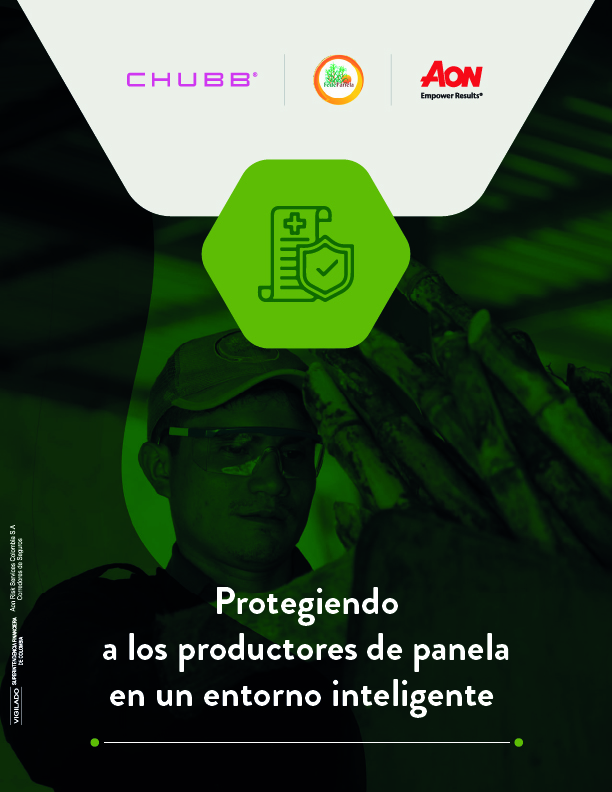 CHUBB®
FedePanela
AON
Empower Results®
Protegiendo
a los productores de panela
en un entorno inteligente
VIGILADO
SUPERINTENDENCIA FINANCIERA
DE COLOMBIA
Aon Risk Services Colombia S.A
Corredores de Seguros